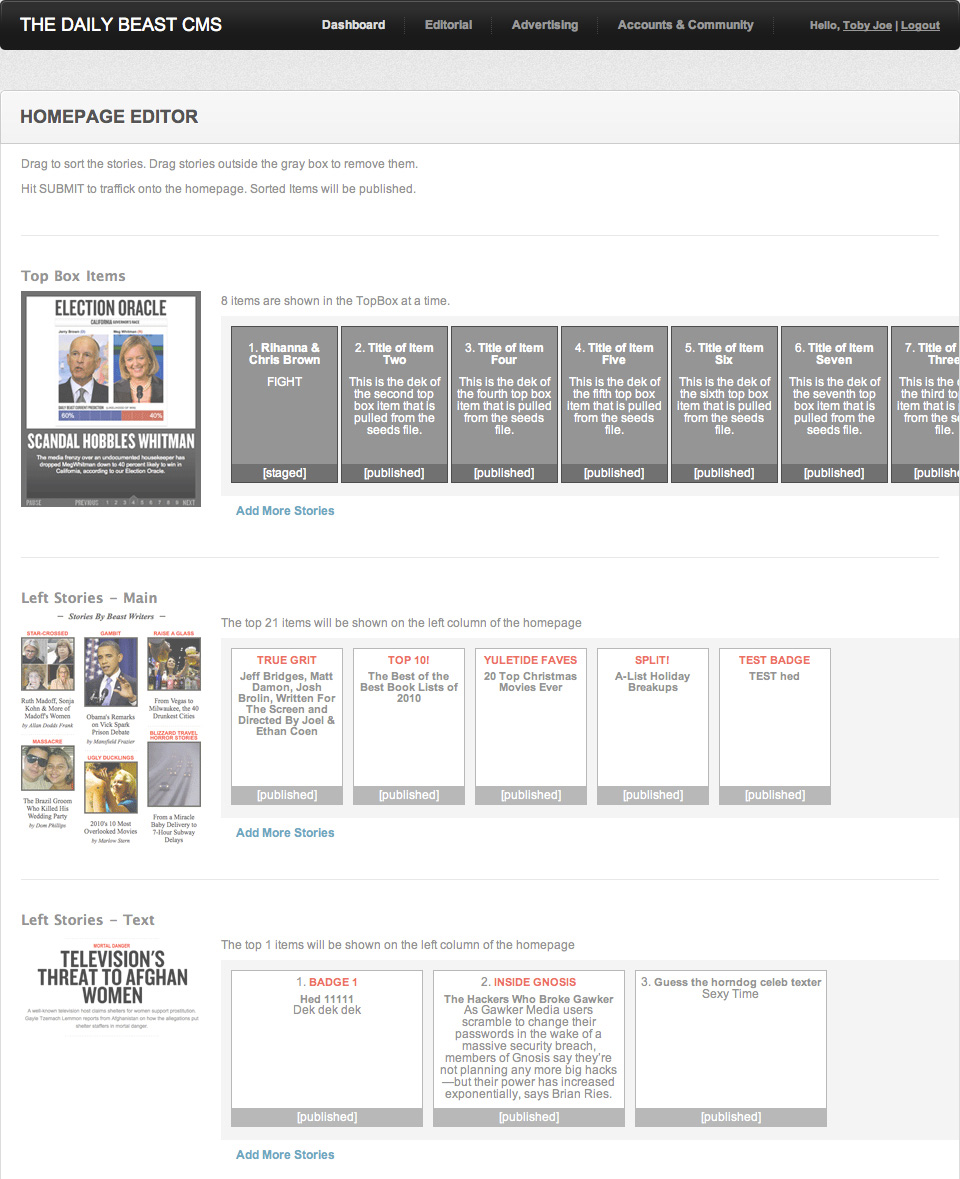 THE DAILY BEAST CMS
Dashboard
Editorial
Advertising
Accounts & Community
Hello, Toby Joe | Logout
HOMEPAGE EDITOR
Drag to sort the stories. Drag stories outside the gray box to remove them.
Hit SUBMIT to traffick onto the homepage. Sorted Items will be published.
Top Box Items
ELECTION ORACLE
CALIFORNIA GOVERNOR'S RACE
Jerry Brown (D)
Meg Whitman (R)
60%
40%
SCANDAL HOBBLES WHITMAN
The media frenzy over an undocumented housekeeper has
dropped Meg Whitman down to 40 percent likely to win in
California, according to our Election Oracle.
PAUSE
PREVIOUS 1 2 3 4 5 6 7 8 NEXT
8 items are shown in the TopBox at a time.
1. Rihanna &
Chris Brown
FIGHT
[staged]
2. Title of Item
Two
This is the dek of
the second top
box item that is
pulled from the
seeds file.
[published]
3. Title of Item
Four
This is the dek of
the fourth top box
item that is pulled
from the seeds
file.
[published]
4. Title of Item
Five
This is the dek of
the fifth top box
item that is pulled
from the seeds
file.
[published]
5. Title of Item
Six
This is the dek of
the sixth top box
item that is pulled
from the seeds
file.
[published]
6. Title of Item
Seven
This is the dek of
the seventh top
box item that is
pulled from the
seeds file.
[published]
7. Title of
Three
This is the
the third top
item that is
from the
file.
Add More Stories
Left Stories – Main
— Stories By Beast Writers —
STAR-CROSSED
Ruth Madoff, Sonja
Kohn & More of
Madoff's Women
by Allan Dodds Frank
MASSACRE
The Brazil Groom
Who Killed His
Wedding Party
by Dom Phillips
GAMBIT
Obama's Remarks
on Vick Spark
Prison Debate
by Mansfield Frazier
UGLY DUCKLINGS
2010's 10 Most
Overlooked Movies
by Marlow Stern
RAISE A GLASS
From Vegas to
Milwaukee, the 40
Drunkest Cities
BLIZZARD TRAVEL
HORROR STORIES
From a Miracle
Baby Delivery to
7-Hour Subway
Delays
The top 21 items will be shown on the left column of the homepage
TRUE GRIT
Jeff Bridges, Matt
Damon, Josh
Brolin, Written For
The Screen and
Directed By Joel &
Ethan Coen
[published]
TOP 10!
The Best of the
Best Book Lists of
2010
[published]
YULETIDE FAVES
20 Top Christmas
Movies Ever
[published]
SPLIT!
A-List Holiday
Breakups
[published]
TEST BADGE
TEST hed
[published]
Add More Stories
Left Stories – Text
MORTAL DANGER
TELEVISION'S
THREAT TO AFGHAN
WOMEN
A well-known television host claims shelters for women support prostitution.
Gayle Tzemach Lemmon reports from Afghanistan on how the allegations put
shelter staffers in mortal danger.
The top 1 items will be shown on the left column of the homepage
1. BADGE 1
Hed 11111
Dek dek dek
[published]
2. INSIDE GNOSIS
The Hackers Who Broke Gawker
As Gawker Media users
scramble to change their
passwords in the wake of a
massive security breach,
members of Gnosis say they're
not planning any more big hacks
—but their power has increased
exponentially, says Brian Ries.
[published]
3. Guess the horndog celeb texter
Sexy Time
[published]
Add More Stories